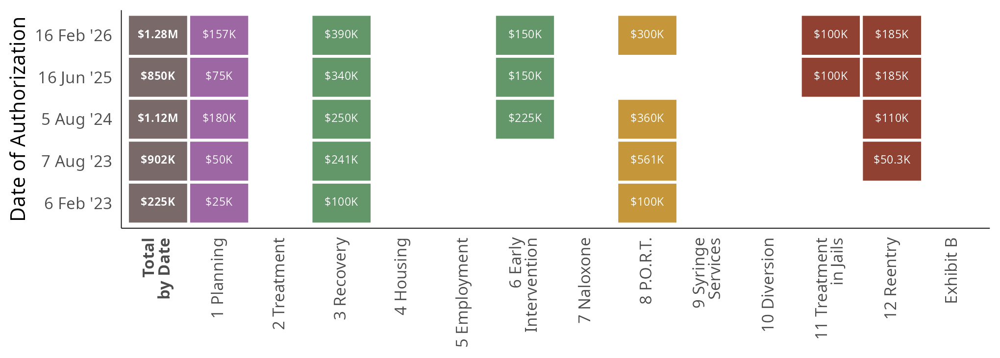 Date of Authorization
16 Feb '26 $1.28M $157K $390K $150K $300K $100K $185K
16 Jun '25 $850K $75K $340K $150K $100K $185K
5 Aug '24 $1.12M $180K $250K $225K $360K $110K
7 Aug '23 $902K $50K $241K $561K $50.3K
6 Feb '23 $225K $25K $100K $100K
Total
by Date
1 Planning
2 Treatment
3 Recovery
4 Housing
5 Employment
6 Early
Intervention
7 Naloxone
8 P.O.R.T.
9 Syringe
Services
10 Diversion
11 Treatment
in Jails
12 Reentry
Exhibit B